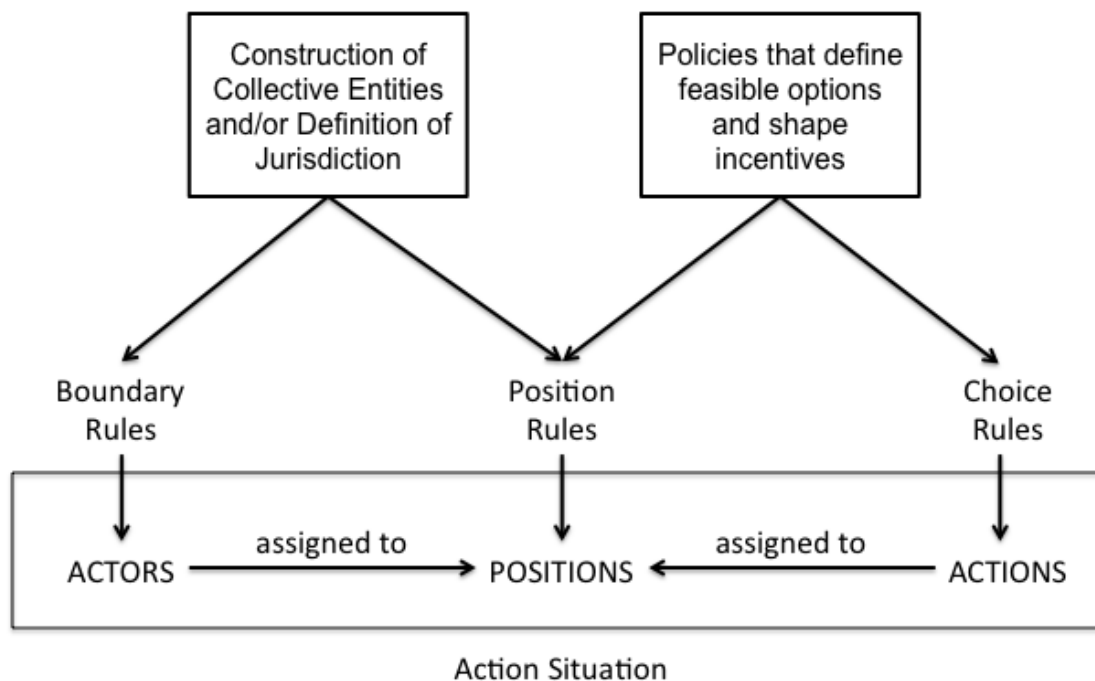 Construction of
Collective Entities
and/or Definition of
Jurisdiction
Policies that define
feasible options
and shape
incentives
Boundary
Rules
Position
Rules
Choice
Rules
assigned to
assigned to
ACTORS
POSITIONS
ACTIONS
Action Situation